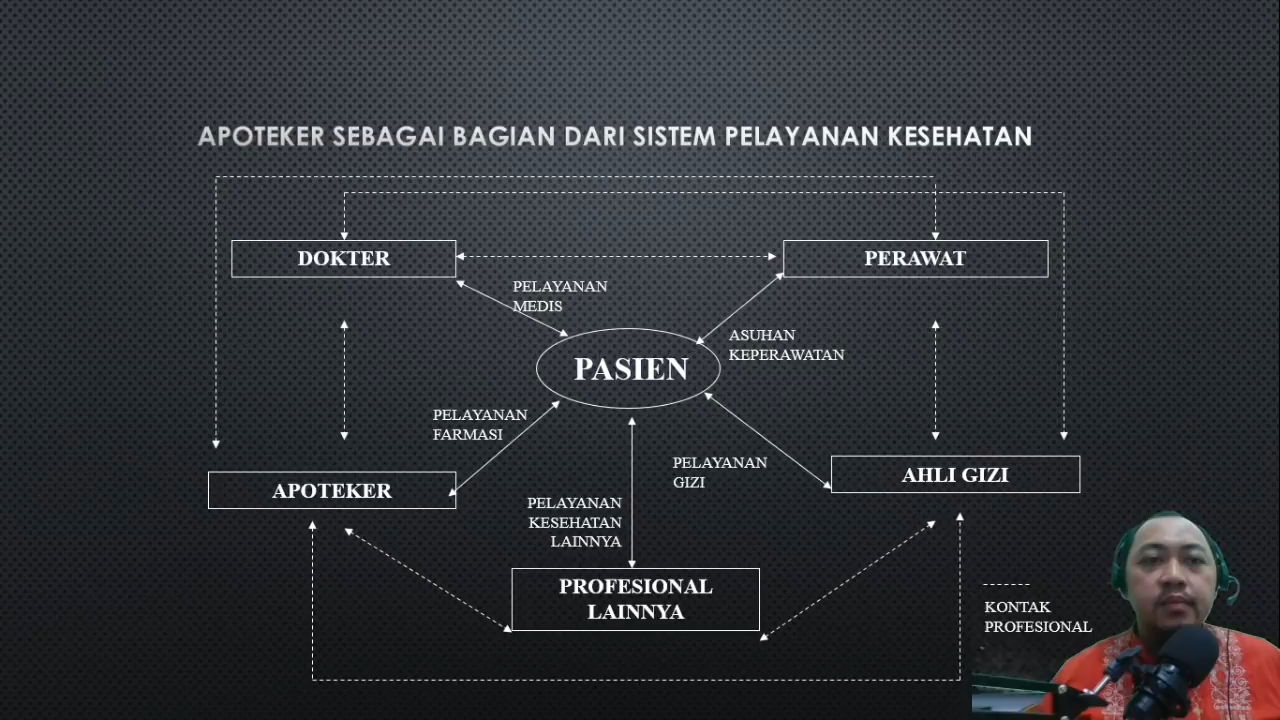 APOTEKER SEBAGAI BAGIAN DARI SISTEM PELAYANAN KESEHATAN
DOKTER
PERAWAT
PELAYANAN
MEDIS
ASUHAN
KEPERAWATAN
PASIEN
PELAYANAN
FARMASI
PELAYANAN
GIZI
AHLI GIZI
APOTEKER
PELAYANAN
KESEHATAN
LAINNYA
PROFESIONAL
LAINNYA
KONTAK
PROFESIONAL